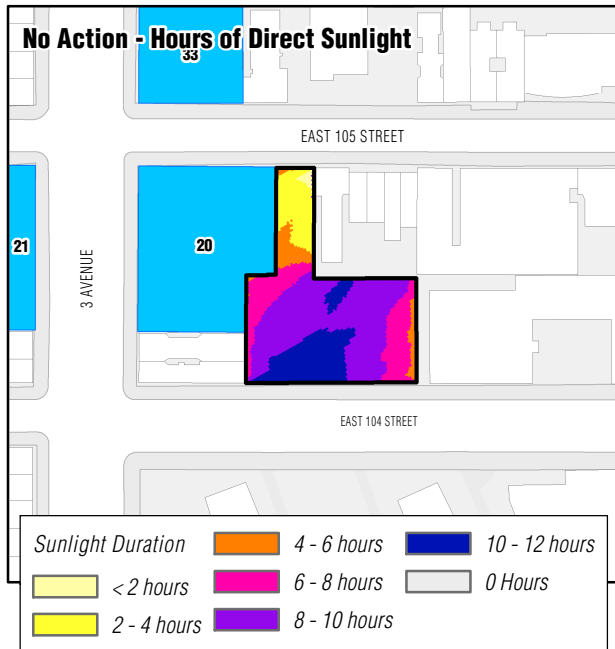 No Action - Hours of Direct Sunlight
33
EAST 105 STREET
21
20
3 AVENUE
EAST 104 STREET
Sunlight Duration
< 2 hours
2 - 4 hours
4 - 6 hours
6 - 8 hours
8 - 10 hours
10 - 12 hours
0 Hours